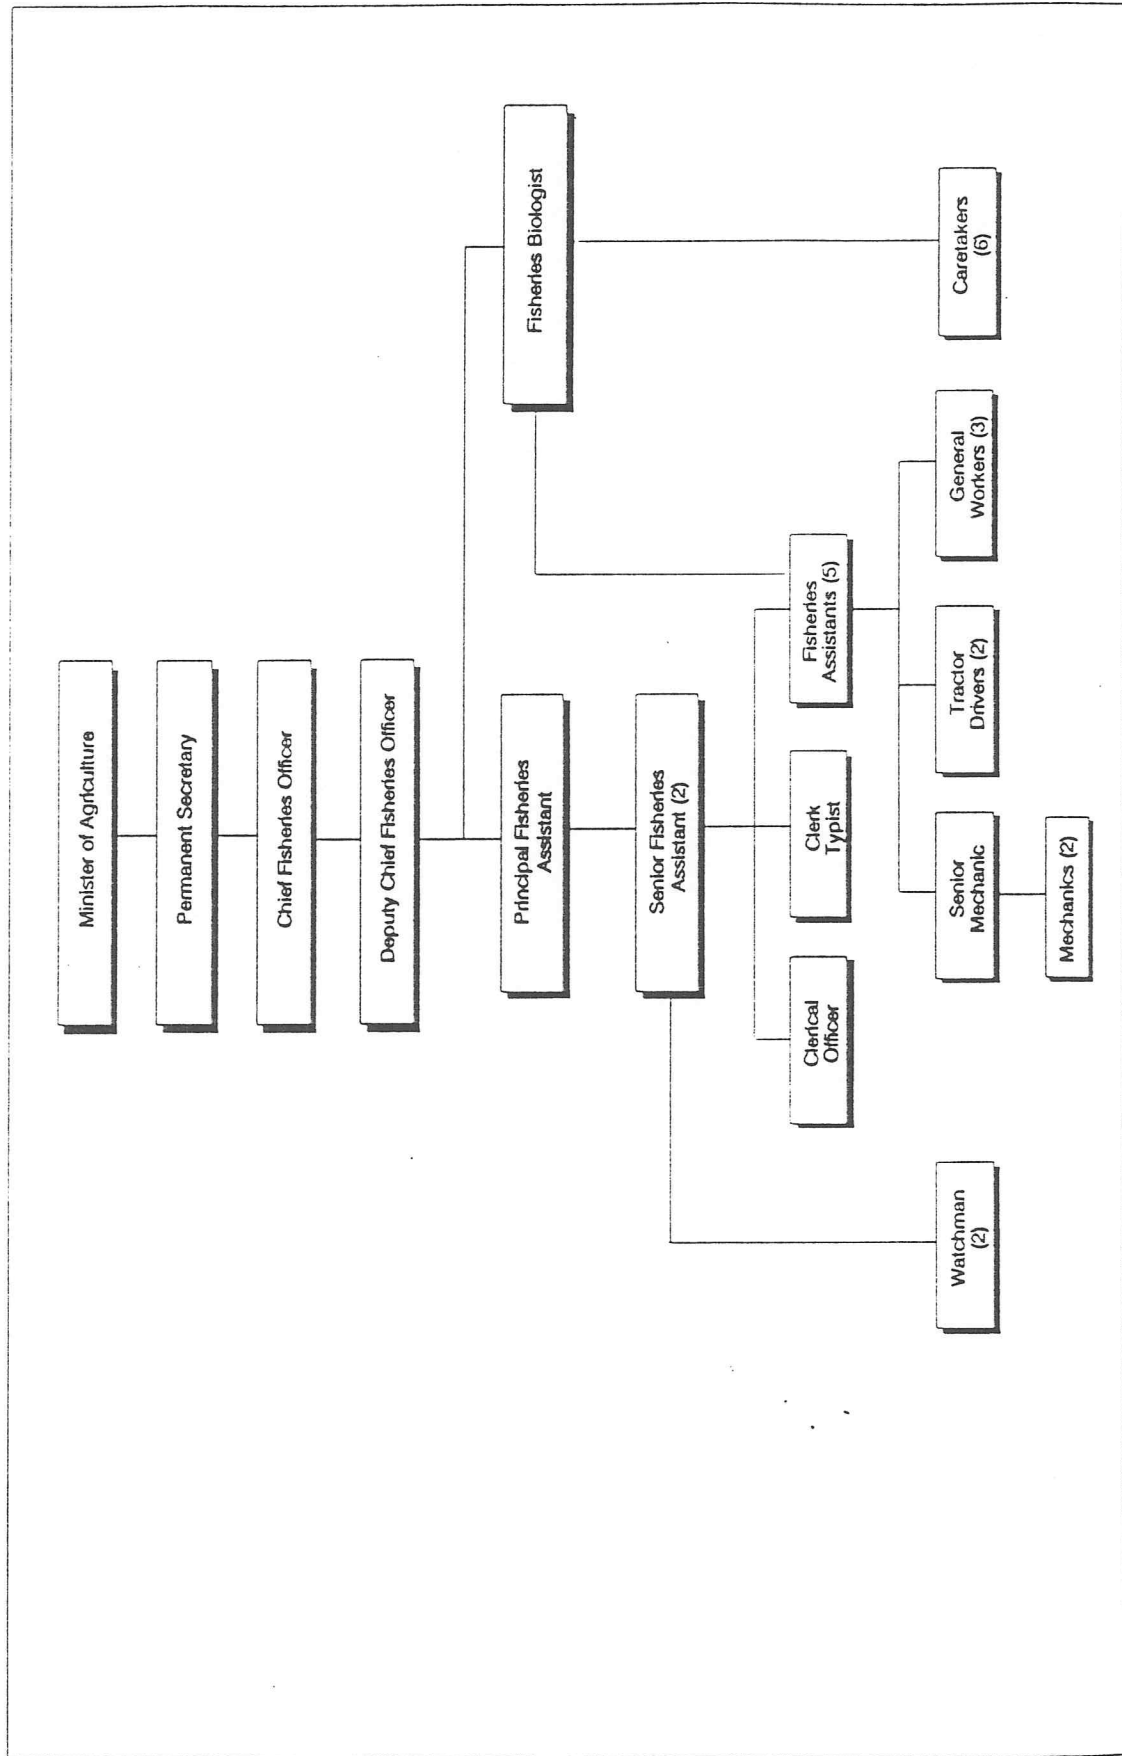 Minister of Agriculture
Permanent Secretary
Chief Fisheries Officer
Deputy Chief Fisheries Officer
Principal Fisheries
Assistant
Fisheries Biologist
Senior Fisheries
Assistant (2)
Clerical
Officer
Clerk
Typist
Fisheries
Assistants (5)
Watchman
(2)
Senior
Mechanic
Tractor
Drivers (2)
General
Workers (3)
Caretakers
(6)
Mechanics (2)